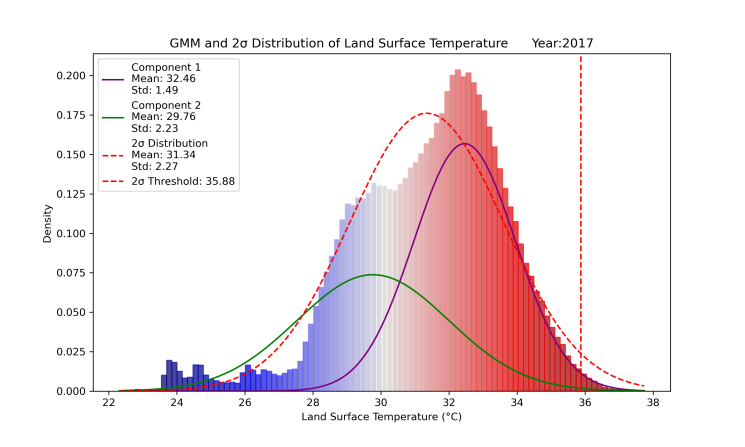 GMM and 2σ Distribution of Land Surface Temperature Year:2017
Component 1
Mean: 32.46
Std: 1.49
Component 2
Mean: 29.76
Std: 2.23
2σ Distribution
Mean: 31.34
Std: 2.27
2σ Threshold: 35.88
Density
0.200
0.175
0.150
0.125
0.100
0.075
0.050
0.025
0.000
22 24 26 28 30 32 34 36 38
Land Surface Temperature (°C)